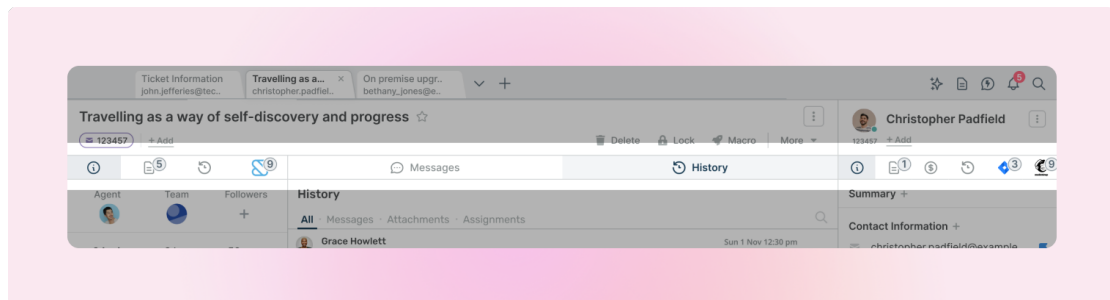 Ticket Information
john.jefferies@tec..
Travelling as a... ×
christopher.padfiel..
On premise upgr..
bethany_jones@e..
5
Travelling as a way of self-discovery and progress
123457 + Add
Delete Lock Macro More
Christopher Padfield
123457 + Add
5 9
Messages
History
1 3 9
Agent Team Followers
+
History
All · Messages · Attachments · Assignments
Grace Howlett Sun 1 Nov 12:30 pm
Summary +
Contact Information +
christopher.padfield@example